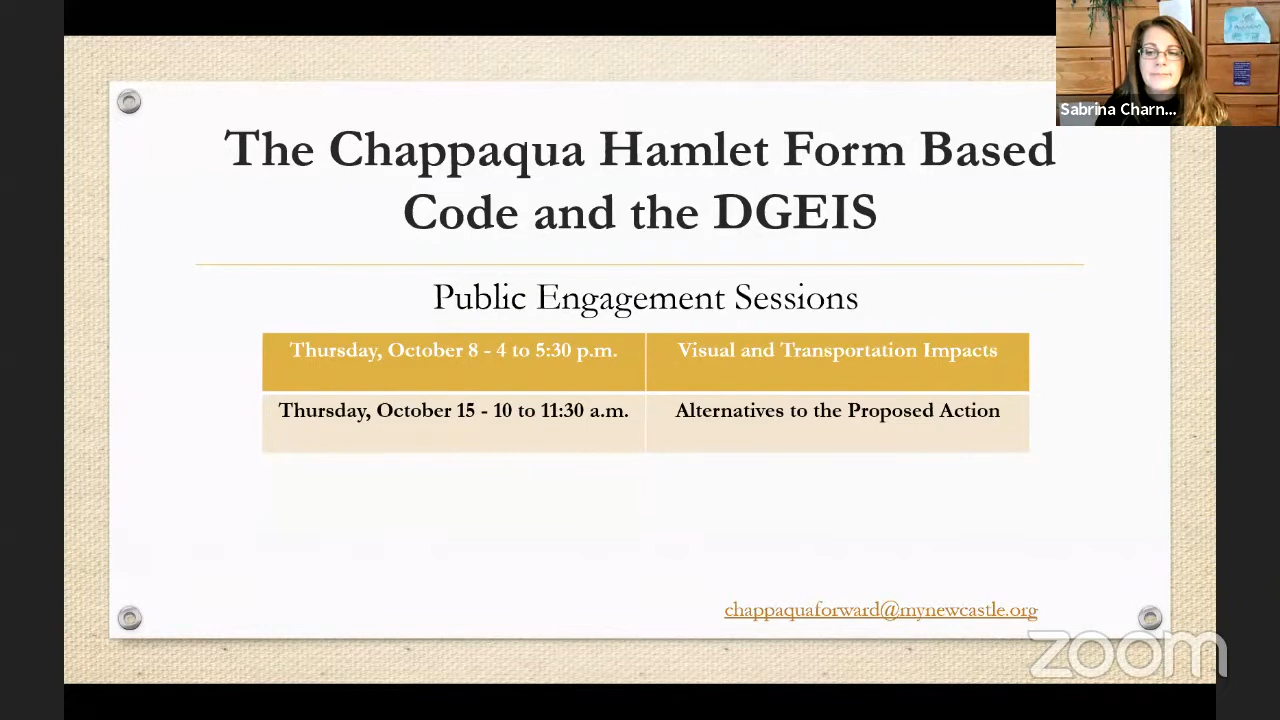 Sabrina Charn...
The Chappaqua Hamlet Form Based
Code and the DGEIS
Public Engagement Sessions
Thursday, October 8 - 4 to 5:30 p.m. Visual and Transportation Impacts
Thursday, October 15 - 10 to 11:30 a.m. Alternatives to the Proposed Action
chappaquaforward@mynewcastle.org
zoom